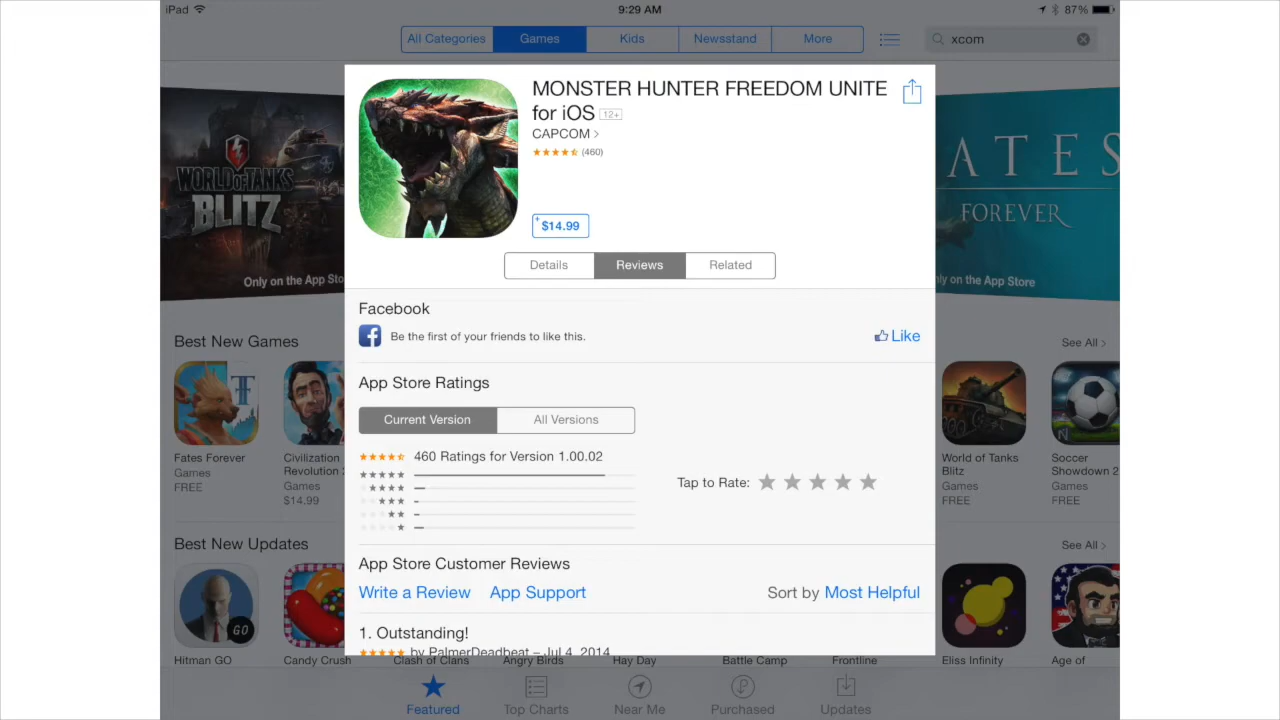 iPad
9:29 AM
87%
All Categories
Games
Kids
Newsstand
More
xcom
WORLD OF TANKS
BLITZ
Only on the App Sto
ATES
FOREVER
ly on the App Store
MONSTER HUNTER FREEDOM UNITE
for iOS 12+
CAPCOM >
(460)
+ $14.99
Details
Reviews
Related
Facebook
f
Be the first of your friends to like this.
Like
App Store Ratings
Current Version
All Versions
460 Ratings for Version 1.00.02
Tap to Rate:
App Store Customer Reviews
Write a Review
App Support
Sort by Most Helpful
1. Outstanding!
by PalmerDeadbeat – Jul 4, 2014
Best New Games
See All >
Fates Forever
Games
FREE
Civilization
Revolution 2
Games
$14.99
World of Tanks
Blitz
Games
FREE
Soccer
Showdown 2
Games
FREE
Best New Updates
See All >
GO
Hitman GO
Candy Crush
Clash of Clans
Angry Birds
Hay Day
Battle Camp
Frontline
Eliss Infinity
Age of
Featured
Top Charts
Near Me
Purchased
Updates